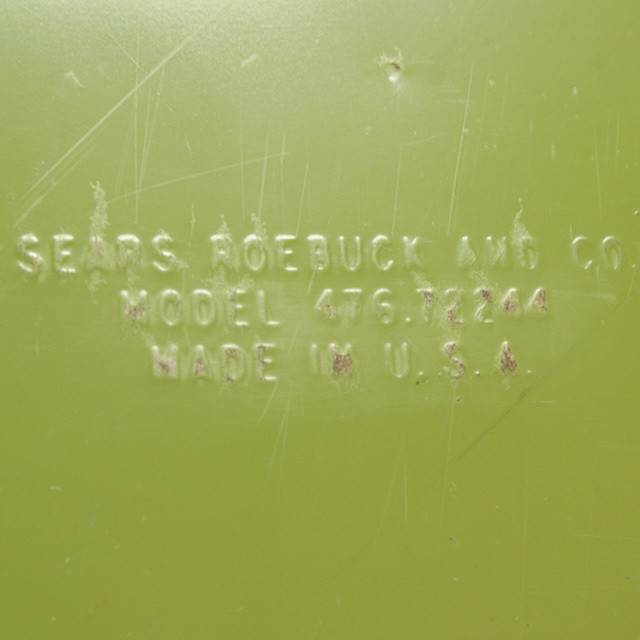 SEARS ROEBUCK AND CO.
MODEL 476.72244
MADE IN U.S.A.